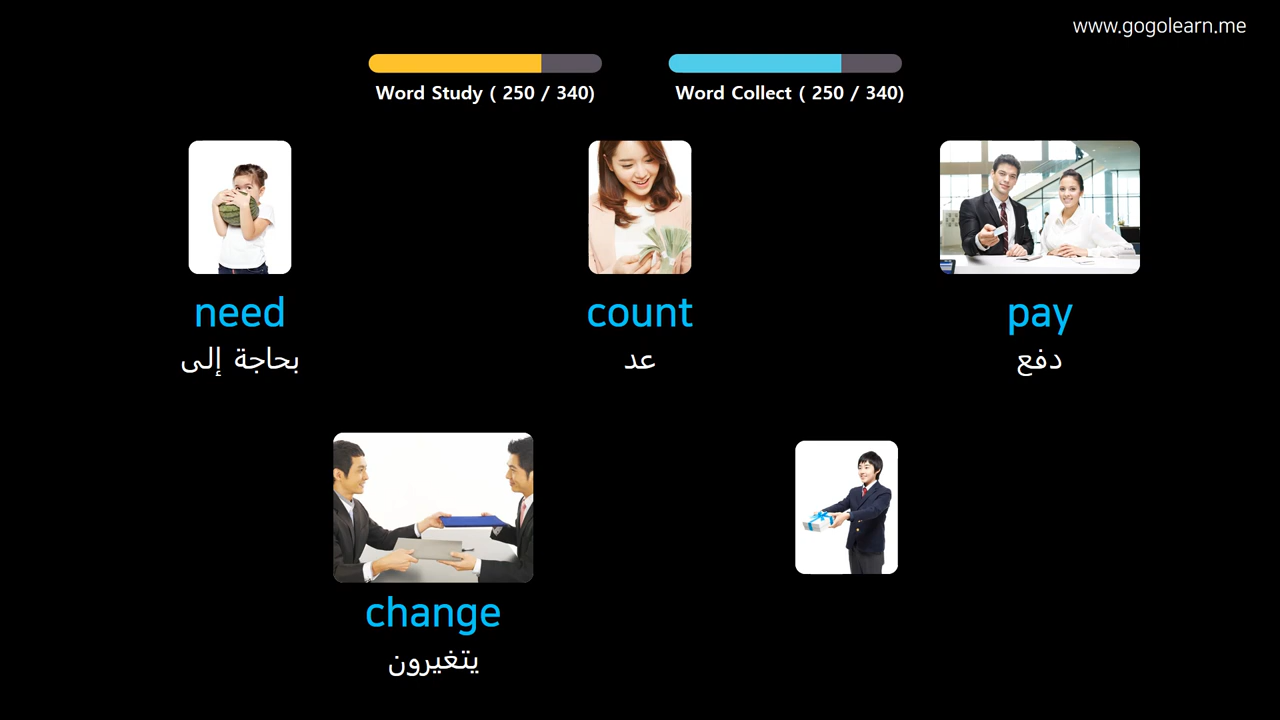 www.gogolearn.me
Word Study ( 250 / 340)
Word Collect ( 250 / 340)
need
بحاجة إلى
count
عد
pay
دفع
change
يتغيرون